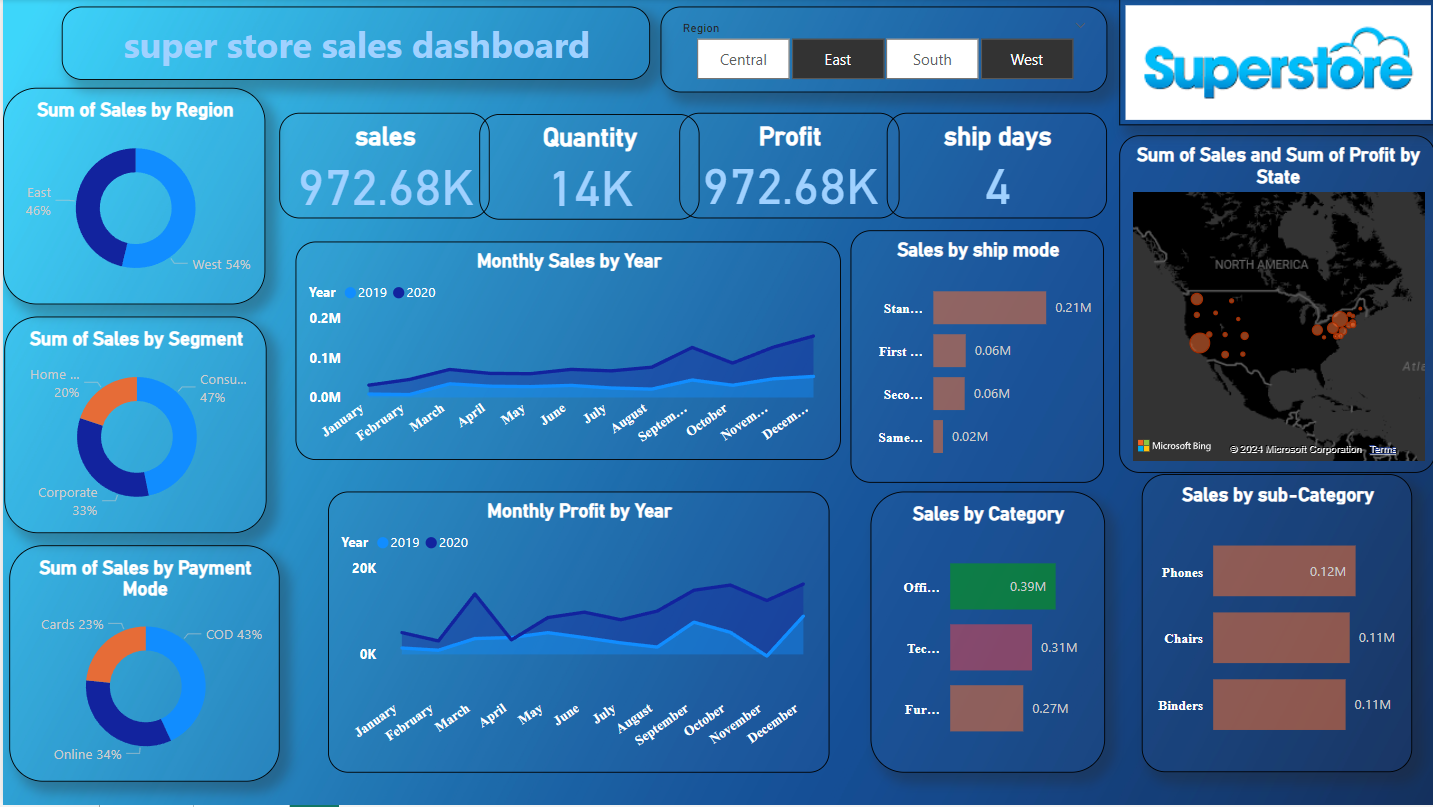 super store sales dashboard
Region
Central
East
South
West
Superstore
Sum of Sales by Region
East
46%
West 54%
sales
972.68K
Quantity
14K
Profit
972.68K
ship days
4
Sum of Sales and Sum of Profit by
State
NORTH AMERICA
Atla
Microsoft Bing
© 2024 Microsoft Corporation
Terms
Sum of Sales by Segment
Home ...
20%
Consu...
47%
Corporate
33%
Monthly Sales by Year
Year 2019 2020
0.2M
0.1M
0.0M
January
February
March
April
May
June
July
August
Septem...
October
Novem...
Decem...
Sales by ship mode
Stan...
0.21M
First ...
0.06M
Seco...
0.06M
Same...
0.02M
Sum of Sales by Payment
Mode
Cards 23%
COD 43%
Online 34%
Monthly Profit by Year
Year 2019 2020
20K
0K
January
February
March
April
May
June
July
August
September
October
November
December
Sales by Category
Offi...
0.39M
Tec...
0.31M
Fur...
0.27M
Sales by sub-Category
Phones
0.12M
Chairs
0.11M
Binders
0.11M